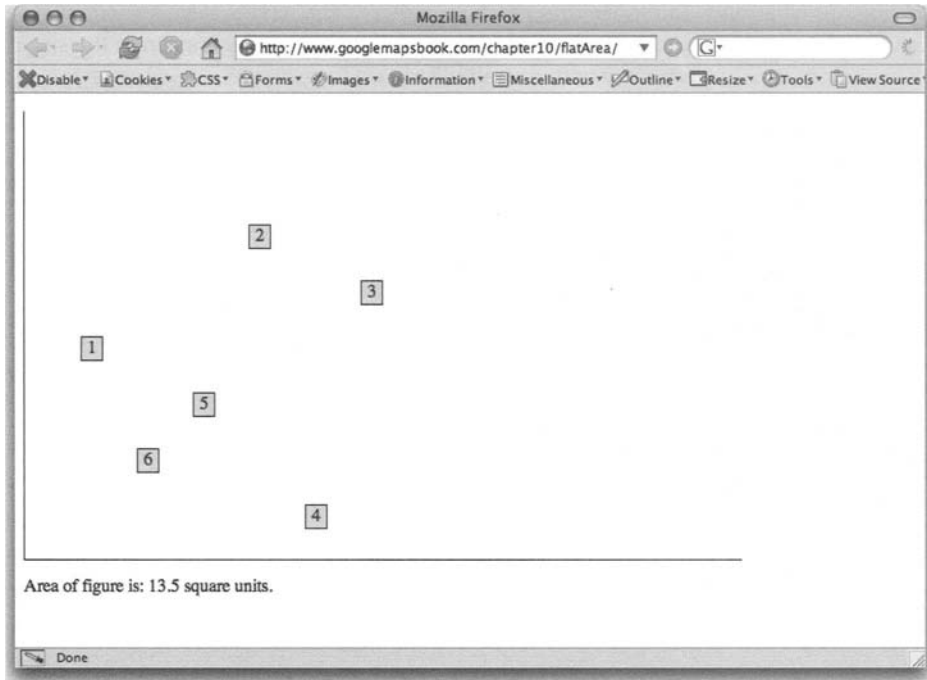 Mozilla Firefox
http://www.googlemapsbook.com/chapter10/flatArea/ G
Disable Cookies CSS Forms Images Information Miscellaneous Outline Resize Tools View Source
2
3
1
5
6
4
Area of figure is: 13.5 square units.
Done